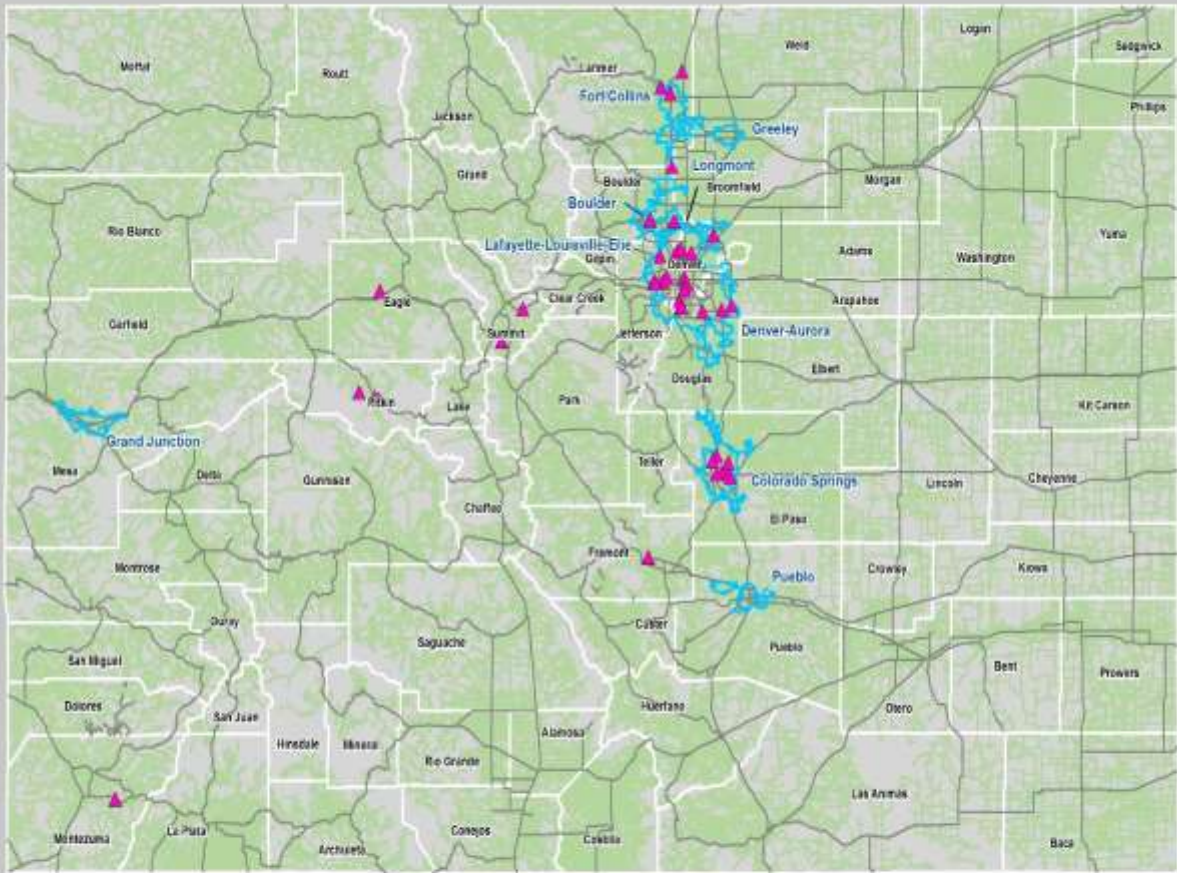 Logan
Weld
Sedgwick
Moffat
Larimer
Routt
Fort Collins
Phillips
Jackson
Greeley
Longmont
Grand
Boulder
Broomfield
Morgan
Boulder
Rio Blanco
Yuma
Lafayette-Louisville-Erie
Adams
Washington
Gilpin
Denver
Eagle
Clear Creek
Arapahoe
Garfield
Summit
Jefferson
Denver-Aurora
Elbert
Douglas
Park
Pitkin
Lake
Kit Carson
Grand Junction
Teller
Mesa
Delta
Gunnison
Colorado Springs
Lincoln
Cheyenne
Chaffee
El Paso
Fremont
Montrose
Crowley
Kiowa
Pueblo
Ouray
Custer
Saguache
Pueblo
San Miguel
Bent
Prowers
Dolores
Huerfano
Otero
San Juan
Alamosa
Hinsdale
Mineral
Rio Grande
Las Animas
La Plata
Conejos
Montezuma
Costilla
Baca
Archuleta